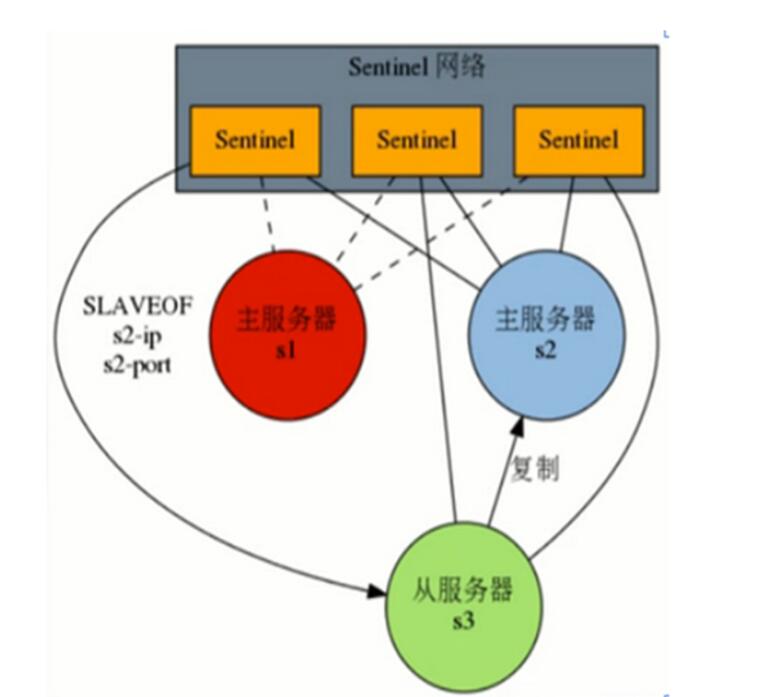 Sentinel 网络
Sentinel
Sentinel
Sentinel
SLAVEOF
s2-ip
s2-port
主服务器
s1
主服务器
s2
复制
从服务器
s3